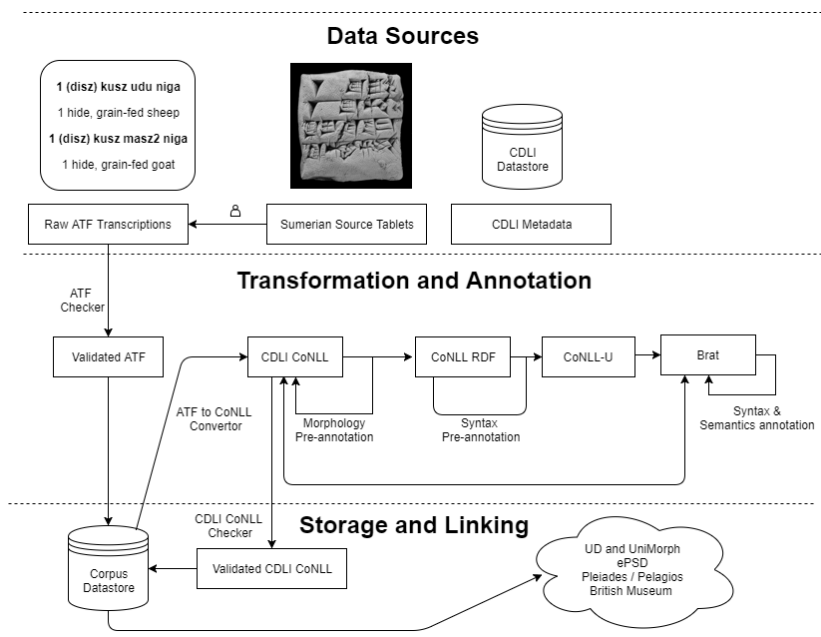 Data Sources
1 (disz) kusz udu niga
1 hide, grain-fed sheep
1 (disz) kusz masz2 niga
1 hide, grain-fed goat
CDLI
Datastore
Raw ATF Transcriptions
Sumerian Source Tablets
CDLI Metadata
Transformation and Annotation
ATF
Checker
Validated ATF
CDLI CoNLL
CoNLL RDF
CoNLL-U
Brat
ATF to CoNLL
Convertor
Morphology
Pre-annotation
Syntax
Pre-annotation
Syntax &
Semantics annotation
CDLI CoNLL
Checker
Storage and Linking
Corpus
Datastore
Validated CDLI CoNLL
UD and UniMorph
ePSD
Pleiades / Pelagios
British Museum